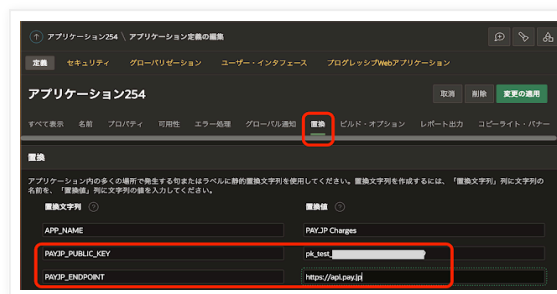 アプリケーション254 \ アプリケーション定義の編集
定義 セキュリティ グローバリゼーション ユーザー・インタフェース プログレッシブWebアプリケーション
アプリケーション254 取消 削除 変更の適用
すべて表示 名前 プロパティ 可用性 エラー処理 グローバル通知 置換 ビルド・オプション レポート出力 コピーライト・バナー
置換
アプリケーション内の多くの場所で発生する句またはラベルに静的置換文字列を使用してください。置換文字列を作成するには、「置換文字列」列に文字列の
名前を、「置換値」列に文字列の値を入力してください。
置換文字列 ? 置換値 ?
APP_NAME PAY.JP Charges
PAYJP_PUBLIC_KEY pk_test_
PAYJP_ENDPOINT https://api.pay.jp